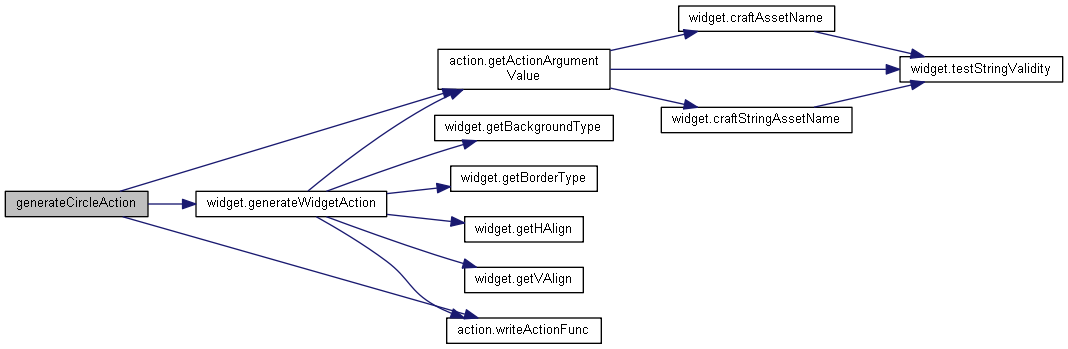 generateCircleAction
widget.generateWidgetAction
action.getActionArgument
Value
widget.getBackgroundType
widget.getBorderType
widget.getHAlign
widget.getVAlign
action.writeActionFunc
widget.craftAssetName
widget.craftStringAssetName
widget.testStringValidity